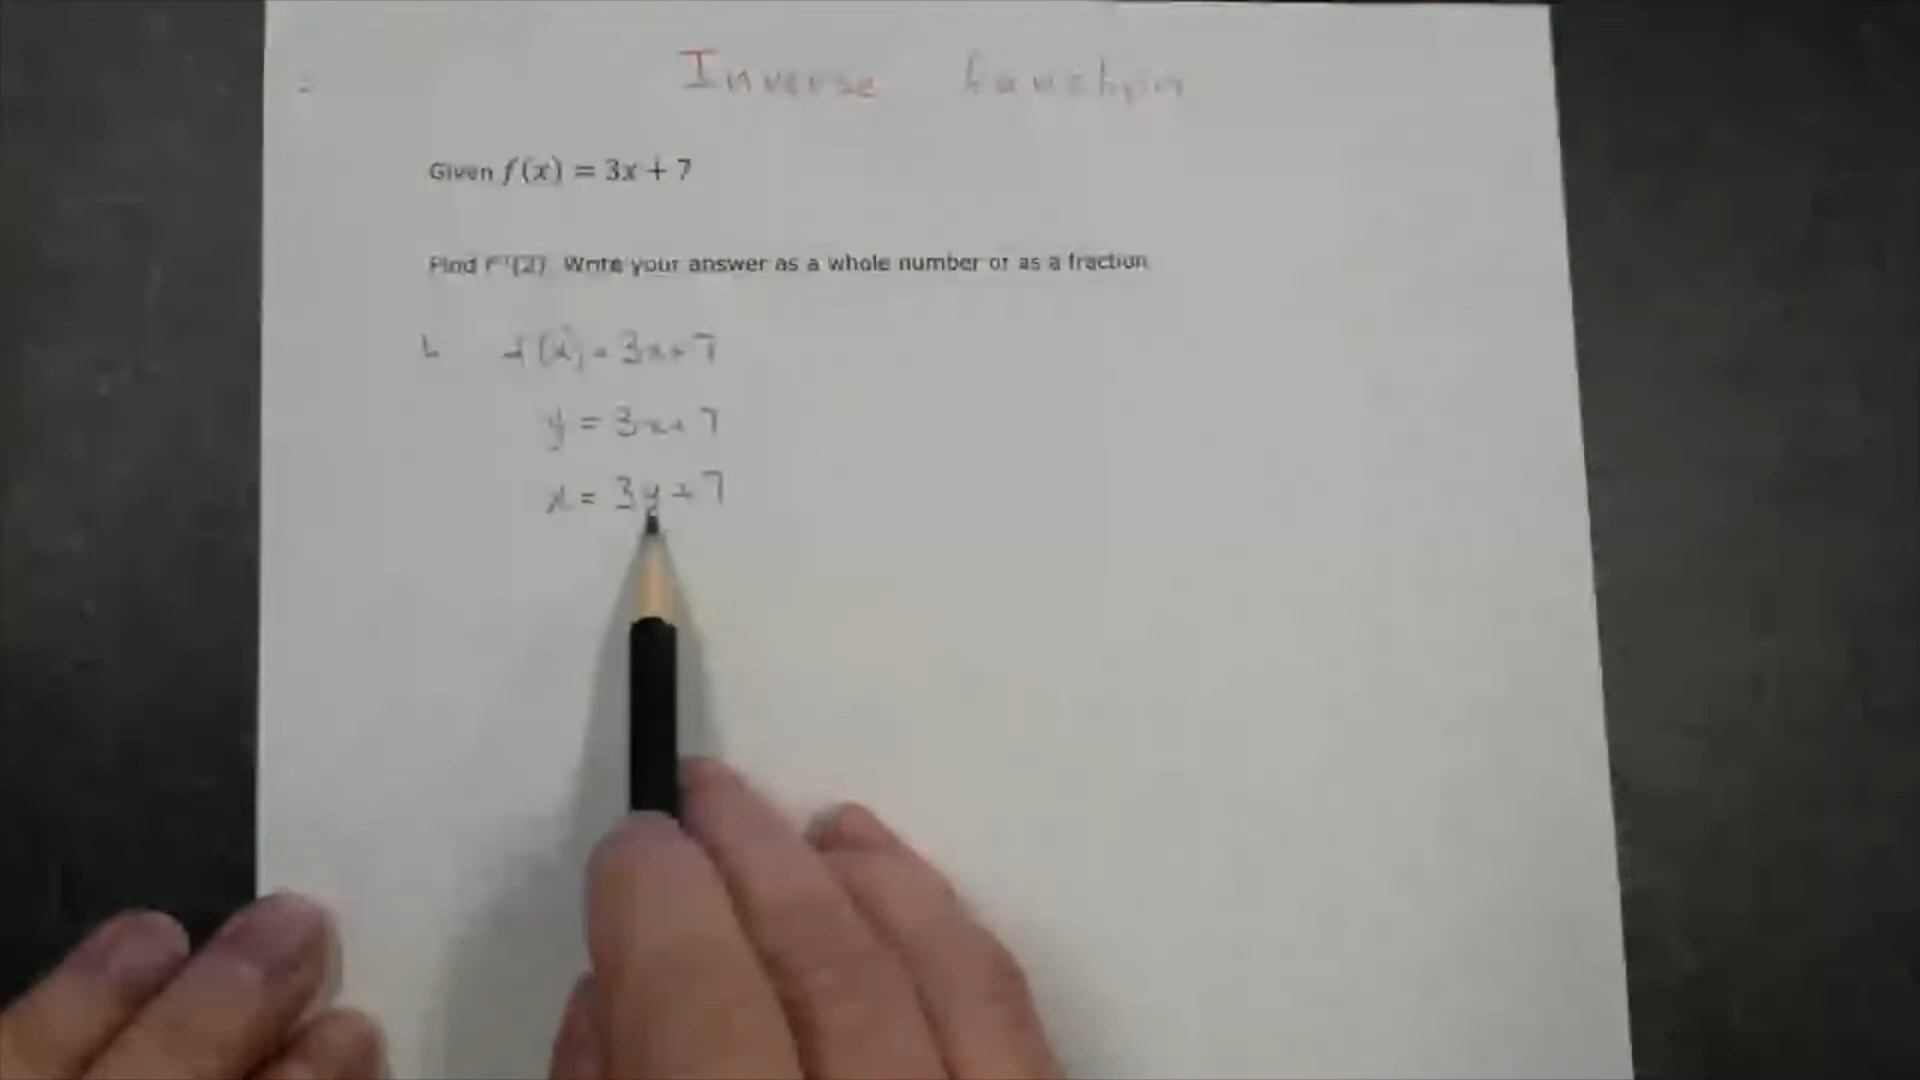 Inverse function
Given f(x) = 3x + 7
Find f⁻¹(2). Write your answer as a whole number or as a fraction.
f(x) = 3x + 7
y = 3x + 7
x = 3y + 7